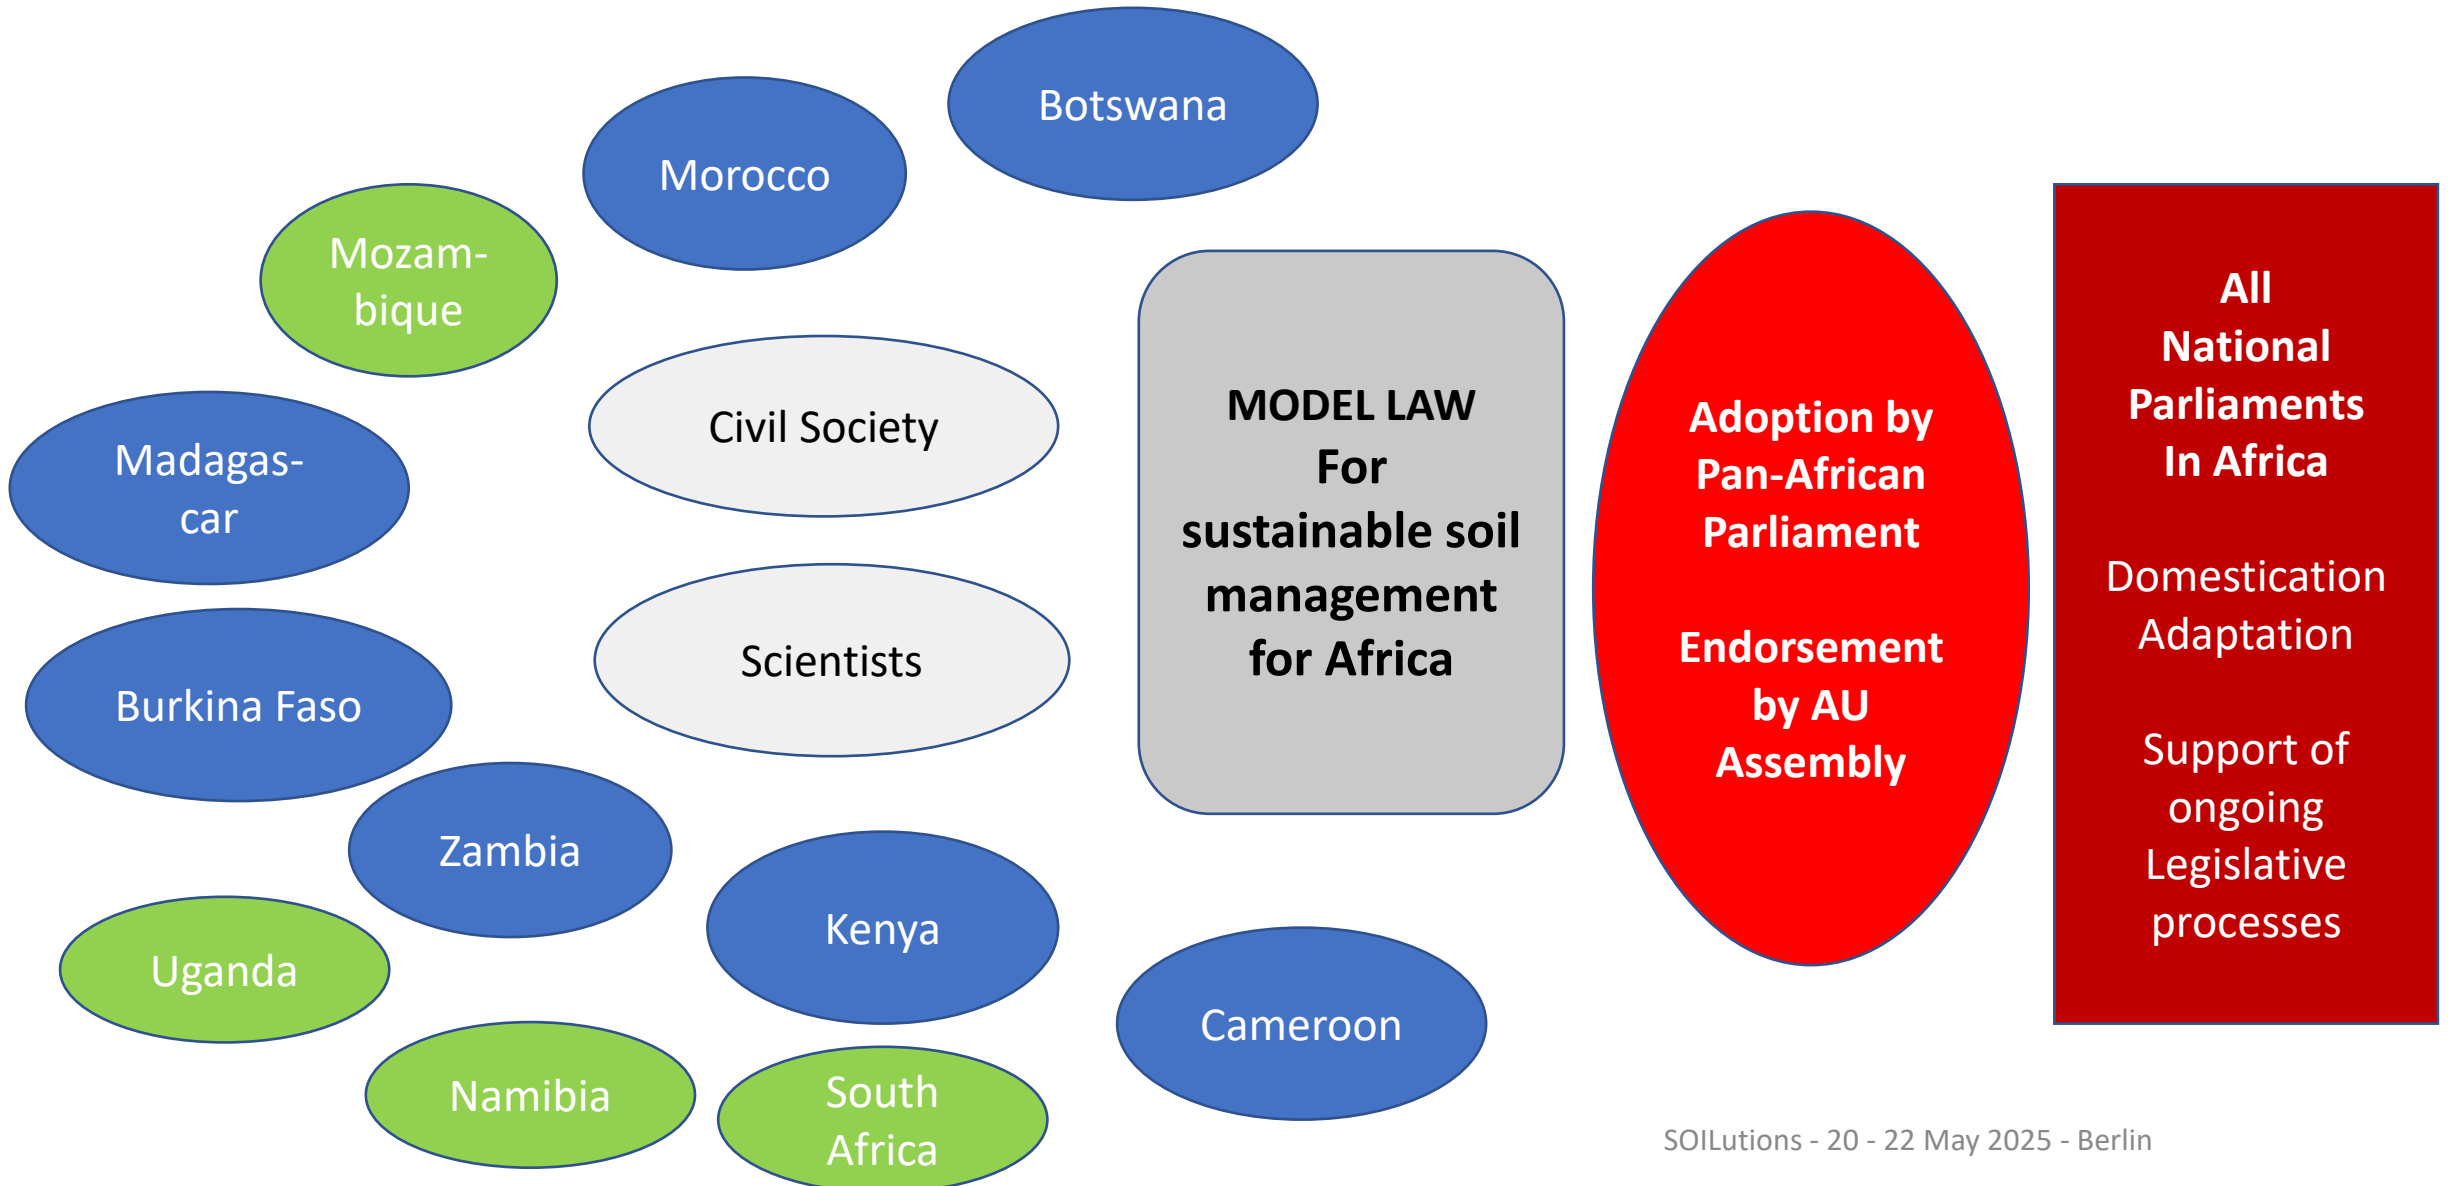 Botswana
Morocco
Mozam-
bique
Civil Society
Madagas-
car
Scientists
Burkina Faso
Zambia
Kenya
Uganda
Cameroon
Namibia
South
Africa
MODEL LAW
For
sustainable soil
management
for Africa
Adoption by
Pan-African
Parliament
Endorsement
by AU
Assembly
All
National
Parliaments
In Africa
Domestication
Adaptation
Support of
ongoing
Legislative
processes
SOILutions - 20 - 22 May 2025 - Berlin